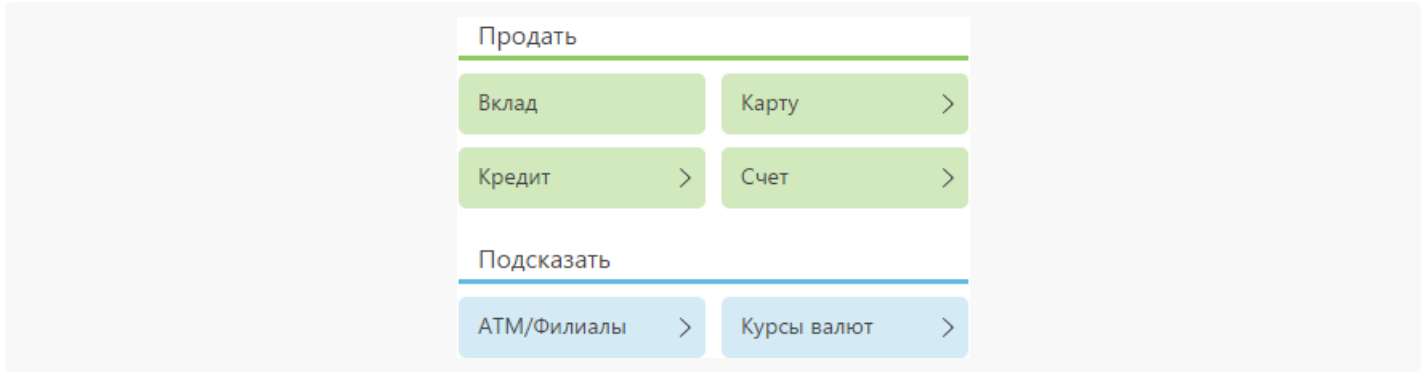 Продать
Вклад
Карту
Кредит
Счет
Подсказать
АТМ/Филиалы
Курсы валют